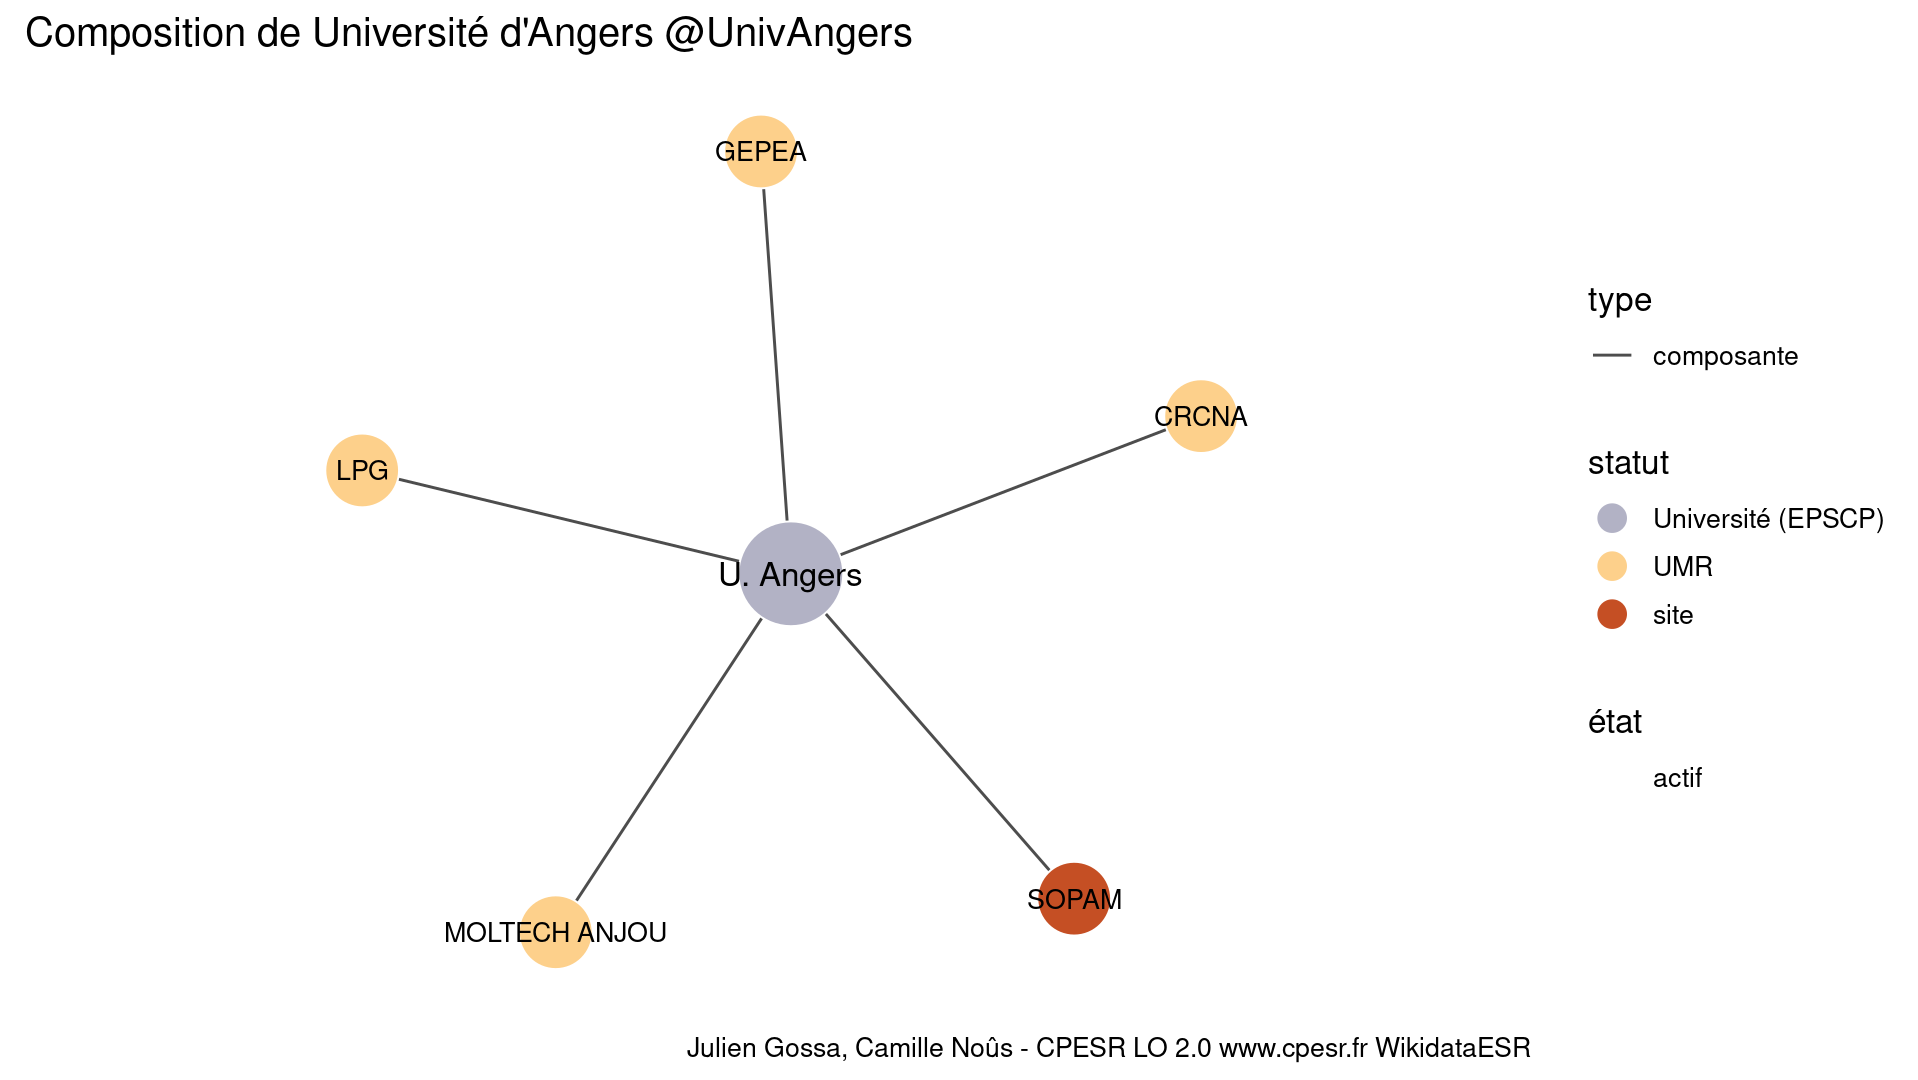 Composition de Université d'Angers @UnivAngers
GEPEA
CRCNA
LPG
U. Angers
SOPAM
MOLTECH ANJOU
type
composante
statut
Université (EPSCP)
UMR
site
état
actif
Julien Gossa, Camille Noûs - CPESR LO 2.0 www.cpesr.fr WikidataESR